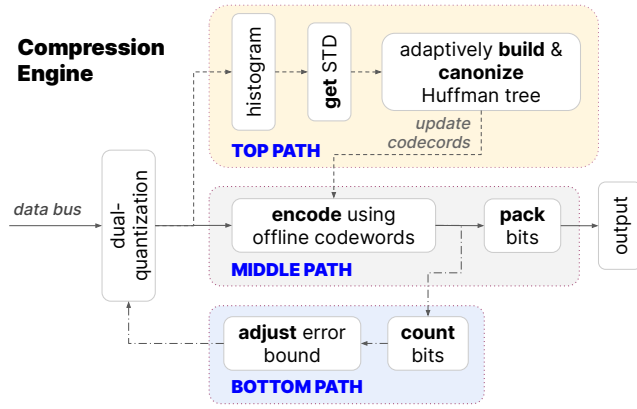 Compression
Engine
histogram
get STD
adaptively build &
canonize
Huffman tree
update
codecords
TOP PATH
data bus
dual-
quantization
encode using
offline codewords
pack
bits
output
MIDDLE PATH
adjust error
bound
count
bits
BOTTOM PATH